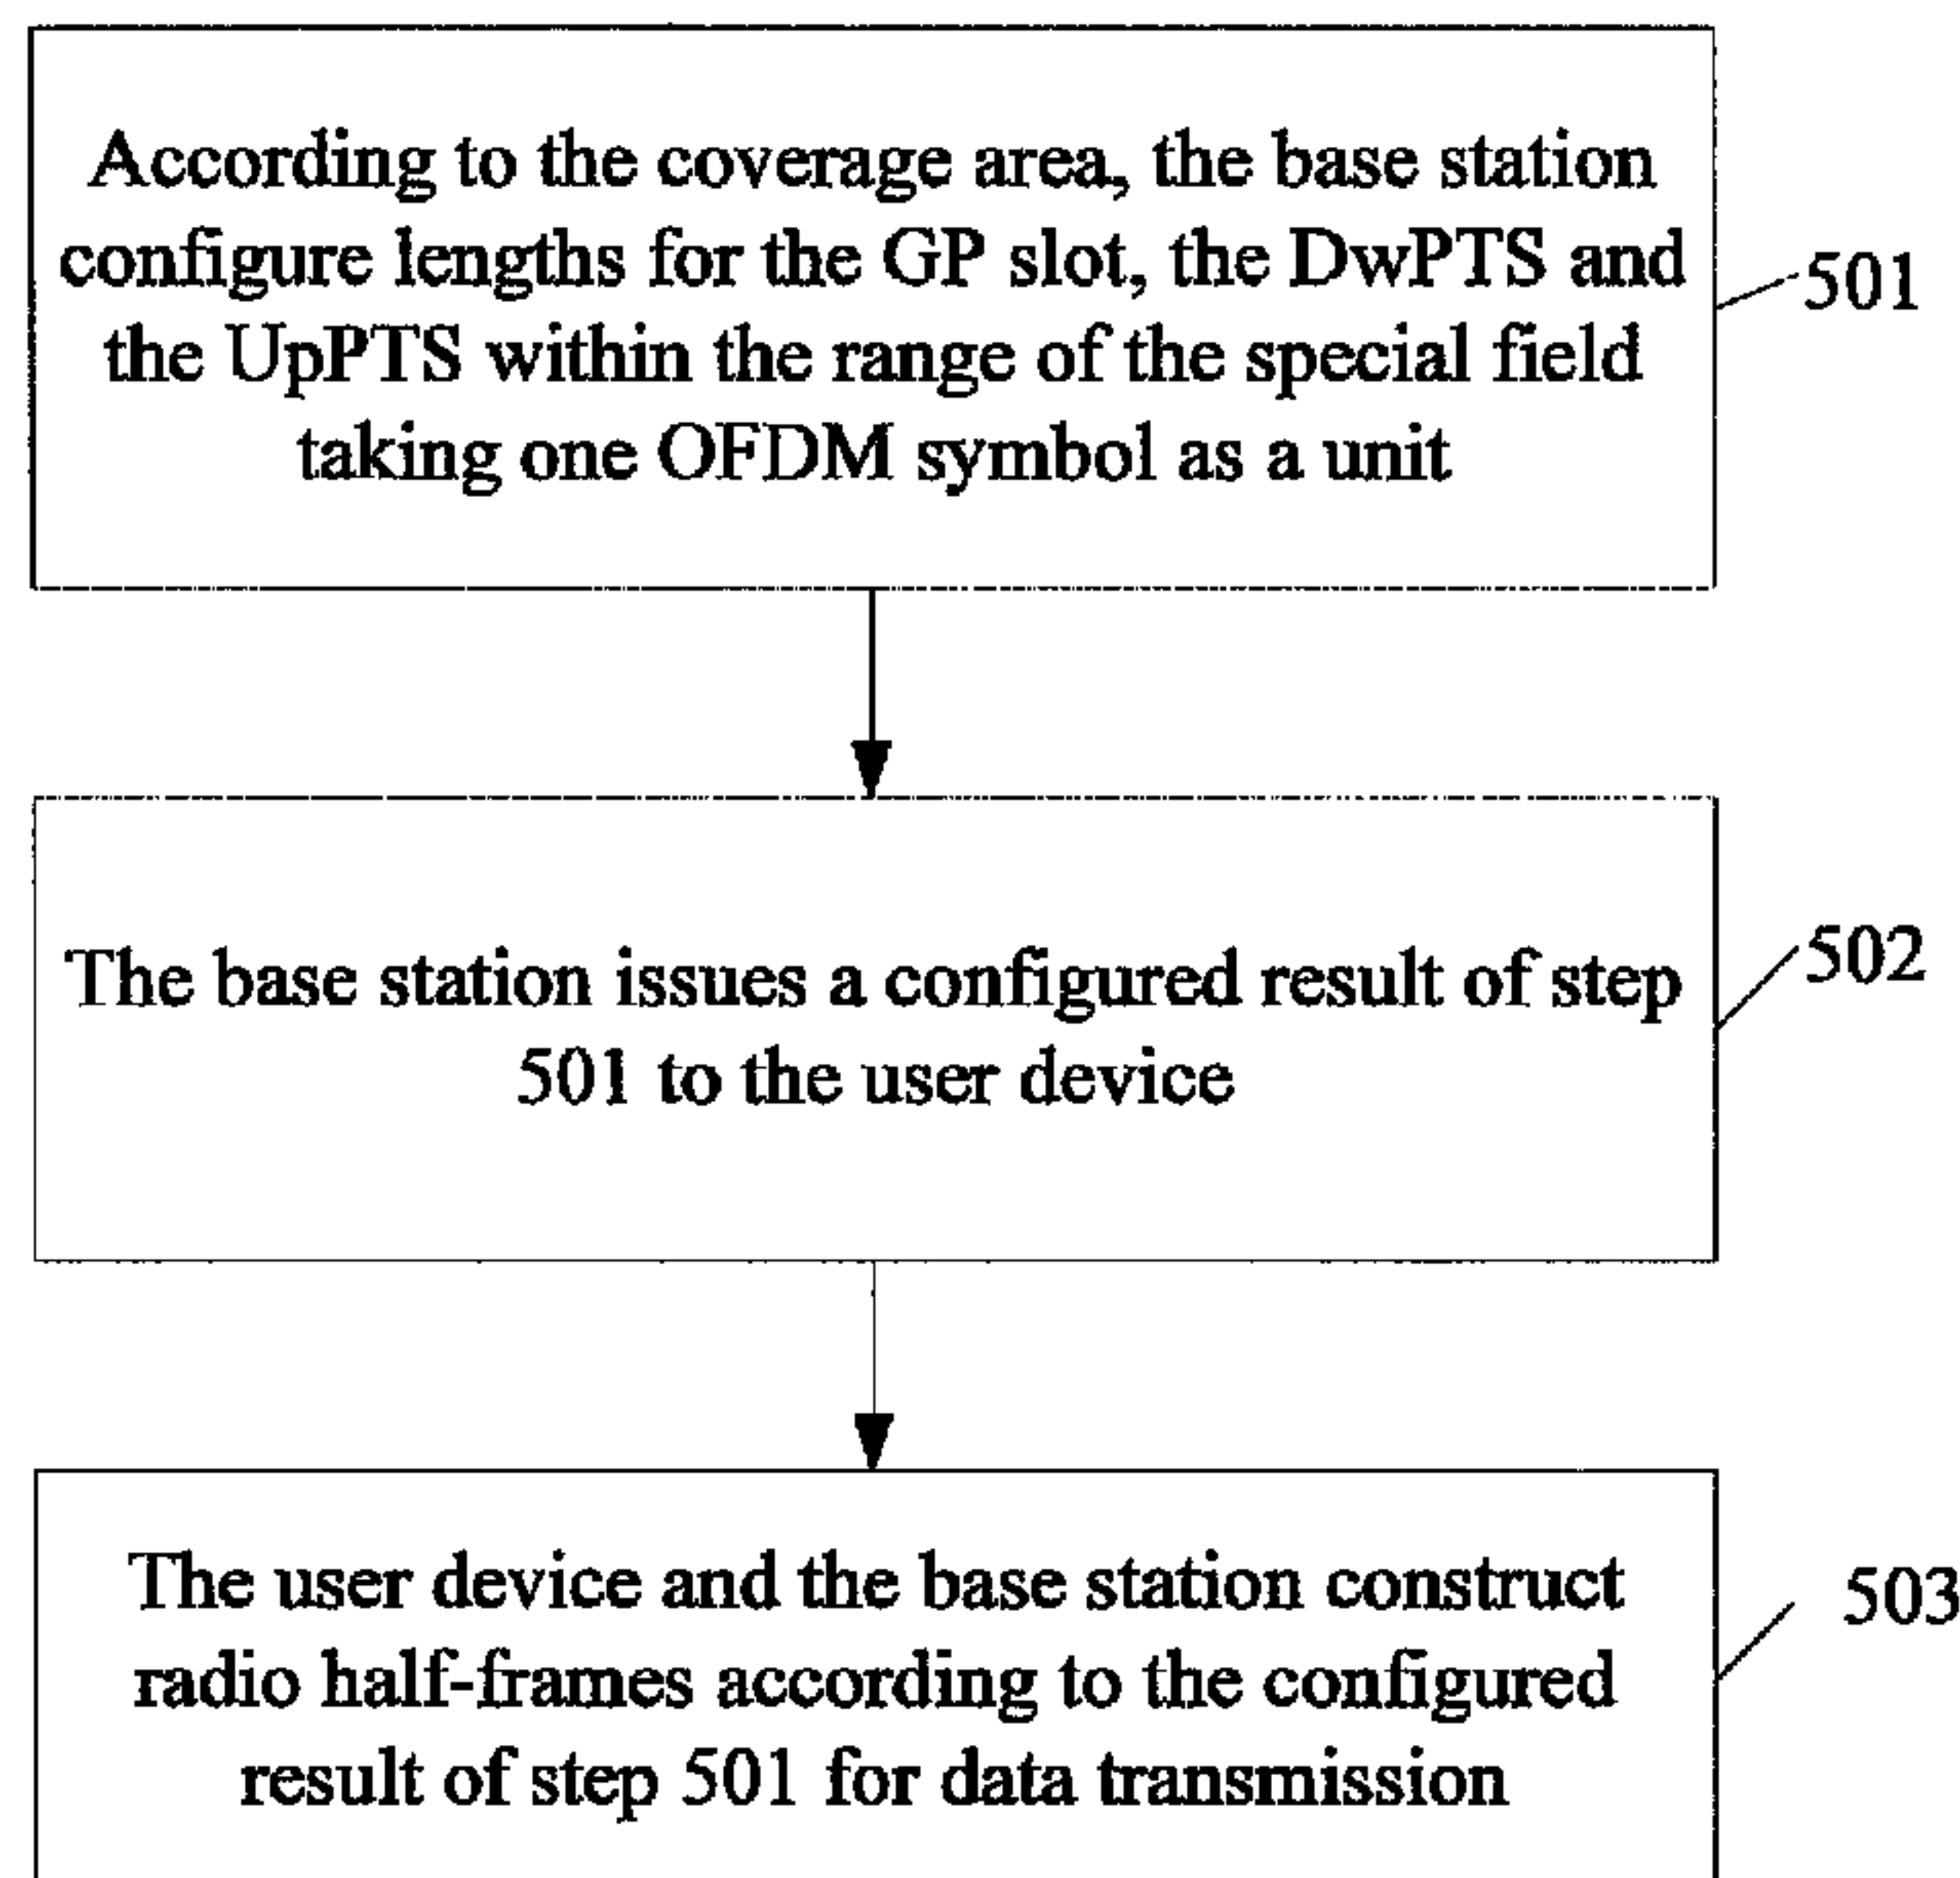 According to the coverage area, the base station
configure lengths for the GP slot, the DwPTS and
the UpPTS within the range of the special field
taking one OFDM symbol as a unit
501
The base station issues a configured result of step
501 to the user device
502
The user device and the base station construct
radio half-frames according to the configured
result of step 501 for data transmission
503